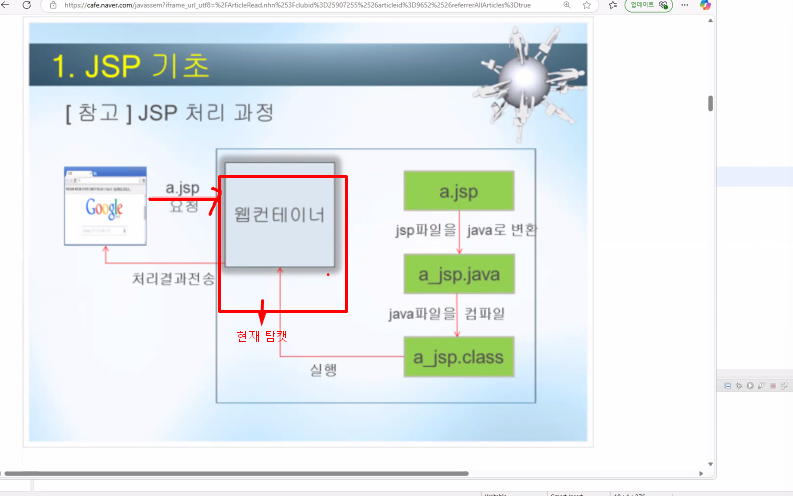 https://cafe.naver.com/javassem?iframe_url_utf8=%2FArticleRead.nhn%253Fclubid%3D25907255%2526articleid%3D9652%2526referrerAllArticles%3Dtrue
업데이트
1. JSP 기초
[ 참고 ] JSP 처리 과정
a.jsp
요청
Google
웹컨테이너
처리결과전송
현재 탐캣
실행
a.jsp
jsp파일을 java로 변환
a_jsp.java
java파일을 컴파일
a_jsp.class